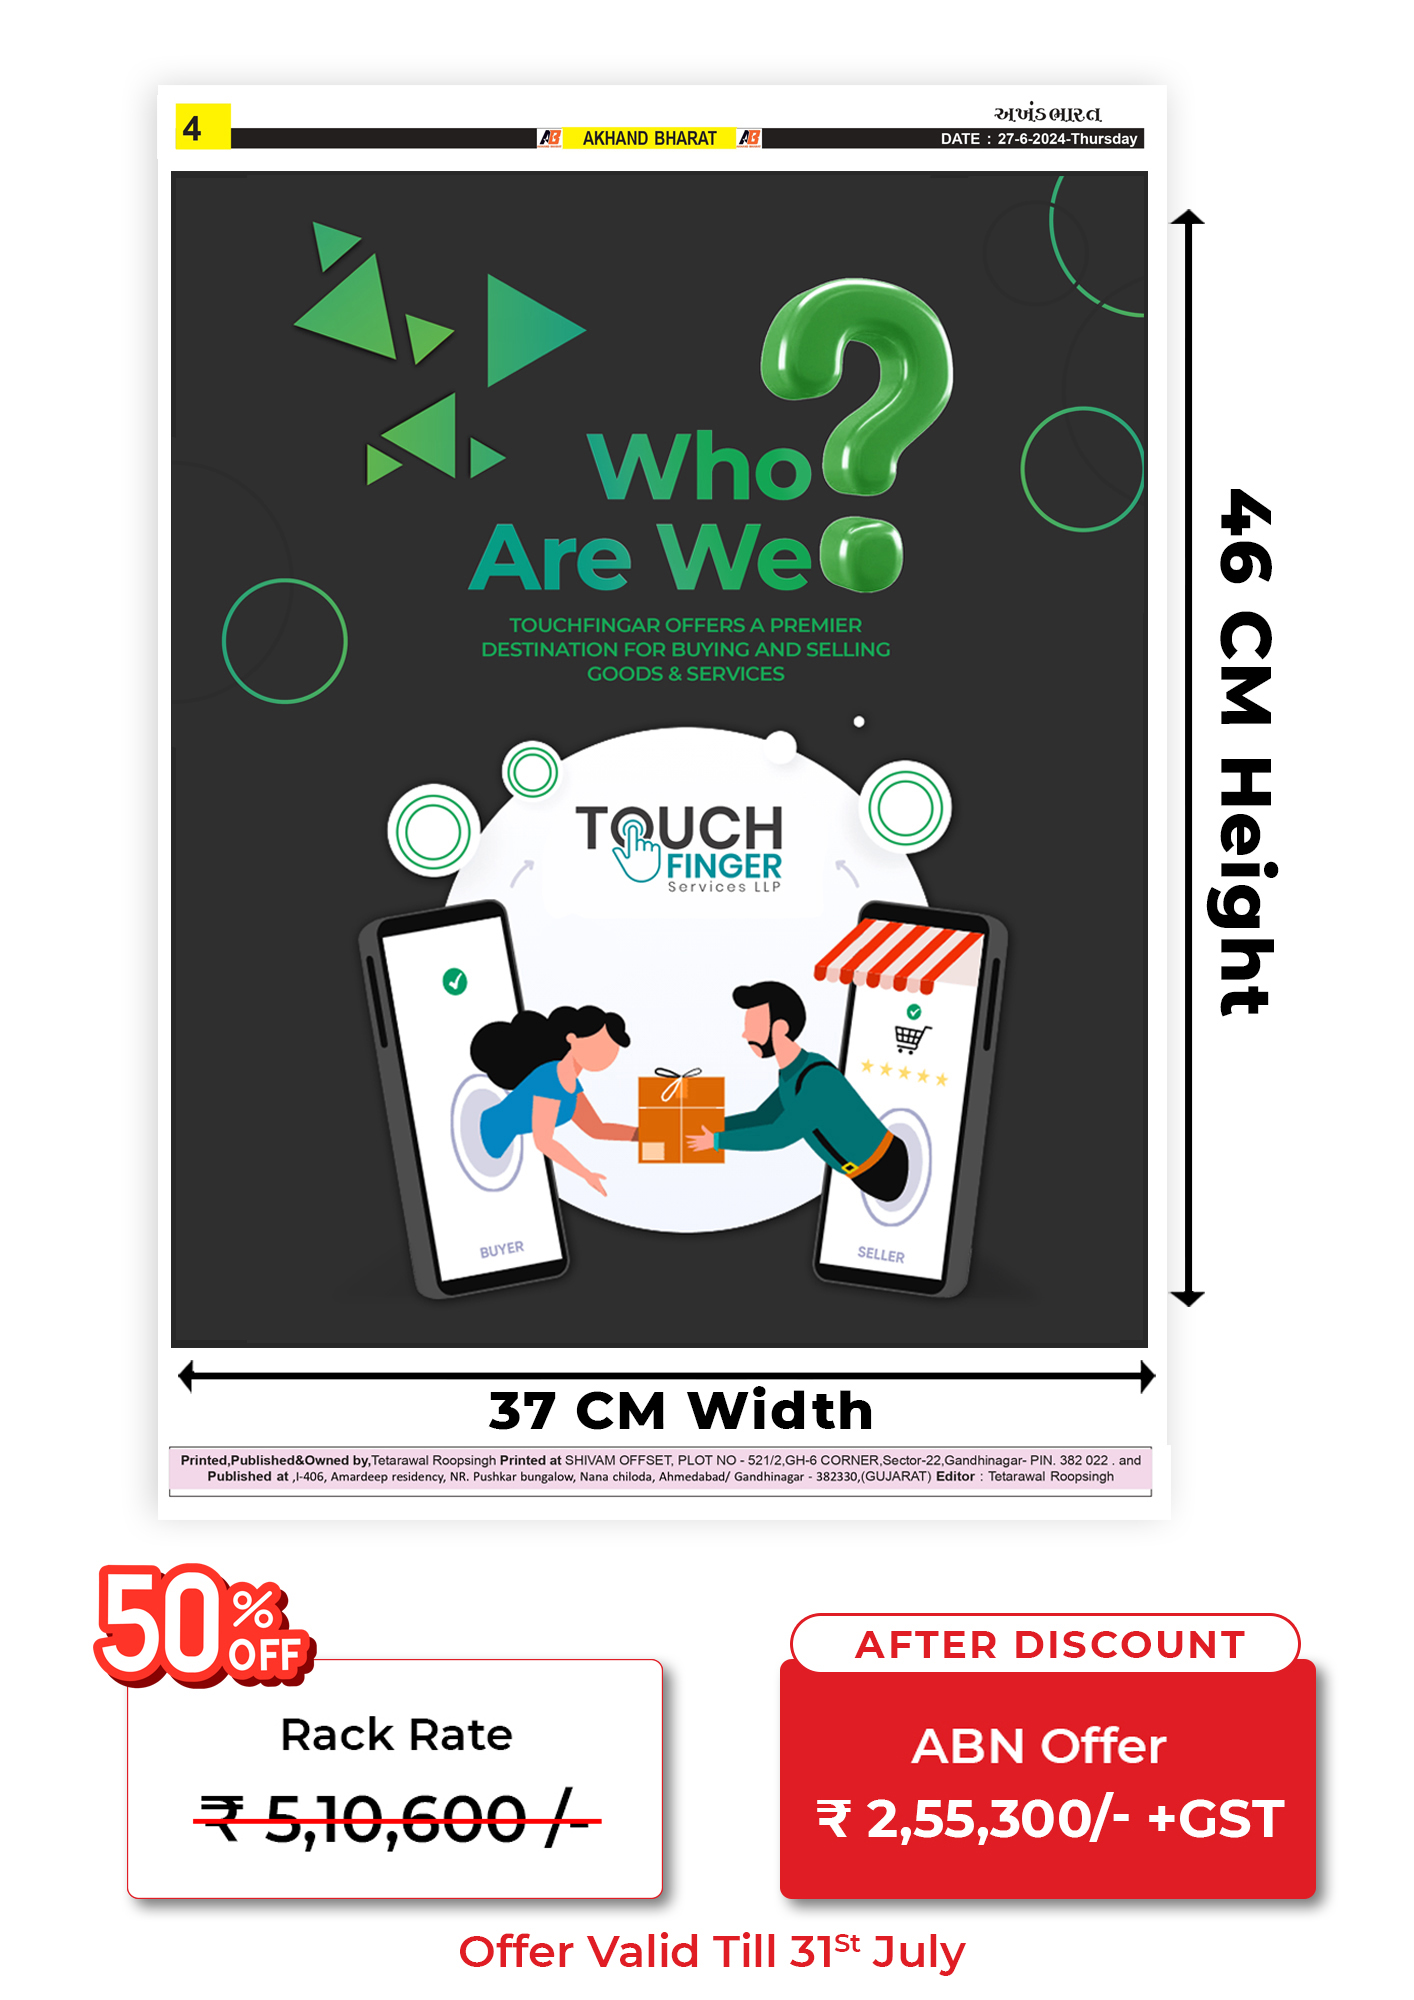 4
અખંડ ભારત
AB AKHAND BHARAT AB
DATE : 27-6-2024-Thursday
?
Who
Are We
TOUCHFINGAR OFFERS A PREMIER
DESTINATION FOR BUYING AND SELLING
GOODS & SERVICES
TOUCH
FINGER
Services LLP
BUYER
SELLER
46 CM Height
37 CM Width
Printed,Published&Owned by,Tetarawal Roopsingh Printed at SHIVAM OFFSET, PLOT NO - 521/2,GH-6 CORNER,Sector-22,Gandhinagar- PIN. 382 022 . and
Published at ,I-406, Amardeep residency, NR. Pushkar bungalow, Nana chiloda, Ahmedabad/ Gandhinagar - 382330,(GUJARAT) Editor : Tetarawal Roopsingh
50% OFF
Rack Rate
₹ 5,10,600 /-
AFTER DISCOUNT
ABN Offer
₹ 2,55,300/- +GST
Offer Valid Till 31St July